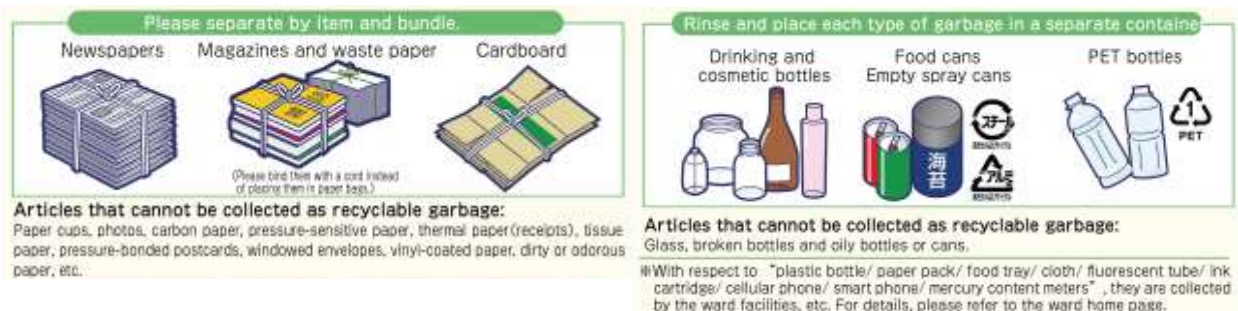 Please separate by item and bundle.
Newspapers
Magazines and waste paper
Cardboard
(Please bind them with a cord instead
of placing them in paper bags.)
Articles that cannot be collected as recyclable garbage:
Paper cups, photos, carbon paper, pressure-sensitive paper, thermal paper(receipts), tissue
paper, pressure-bonded postcards, windowed envelopes, vinyl-coated paper, dirty or odorous
paper, etc.
Rinse and place each type of garbage in a separate containe
Drinking and
cosmetic bottles
Food cans
Empty spray cans
PET bottles
海苔
スチール
アルミ
1
PET
Articles that cannot be collected as recyclable garbage:
Glass, broken bottles and oily bottles or cans.
※With respect to “plastic bottle/ paper pack/ food tray/ cloth/ fluorescent tube/ ink
cartridge/ cellular phone/ smart phone/ mercury content meters”, they are collected
by the ward facilities, etc. For details, please refer to the ward home page.